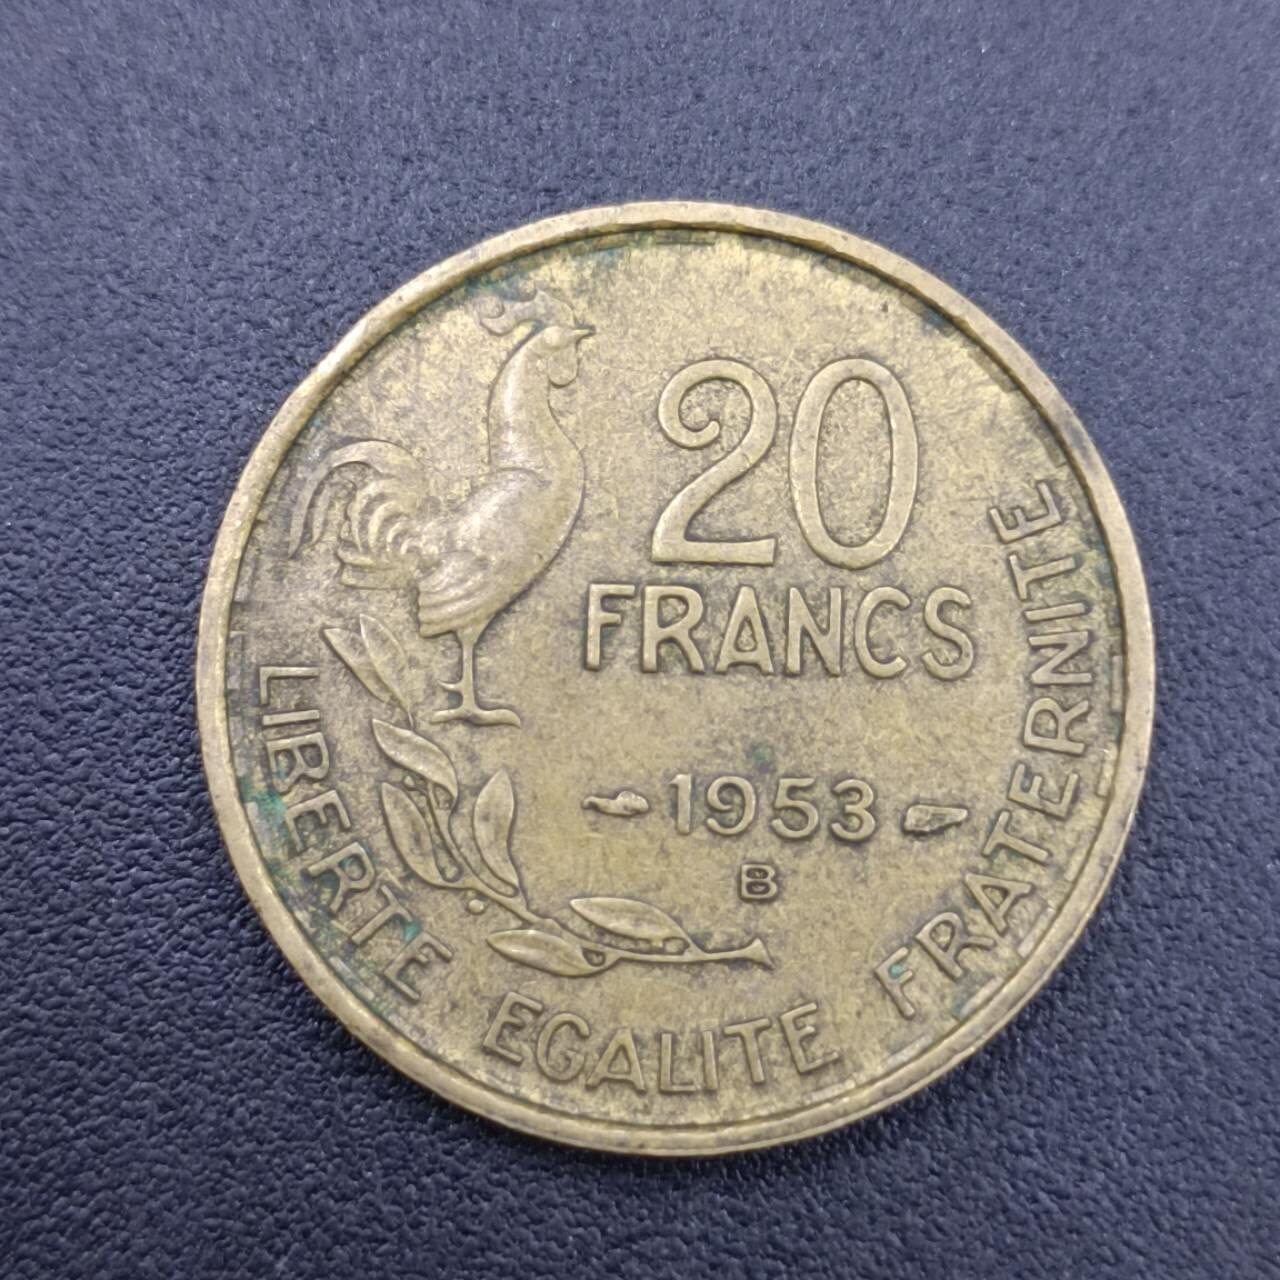 20
FRANCS
1953
B
LIBERTE EGALITE FRATERNITE